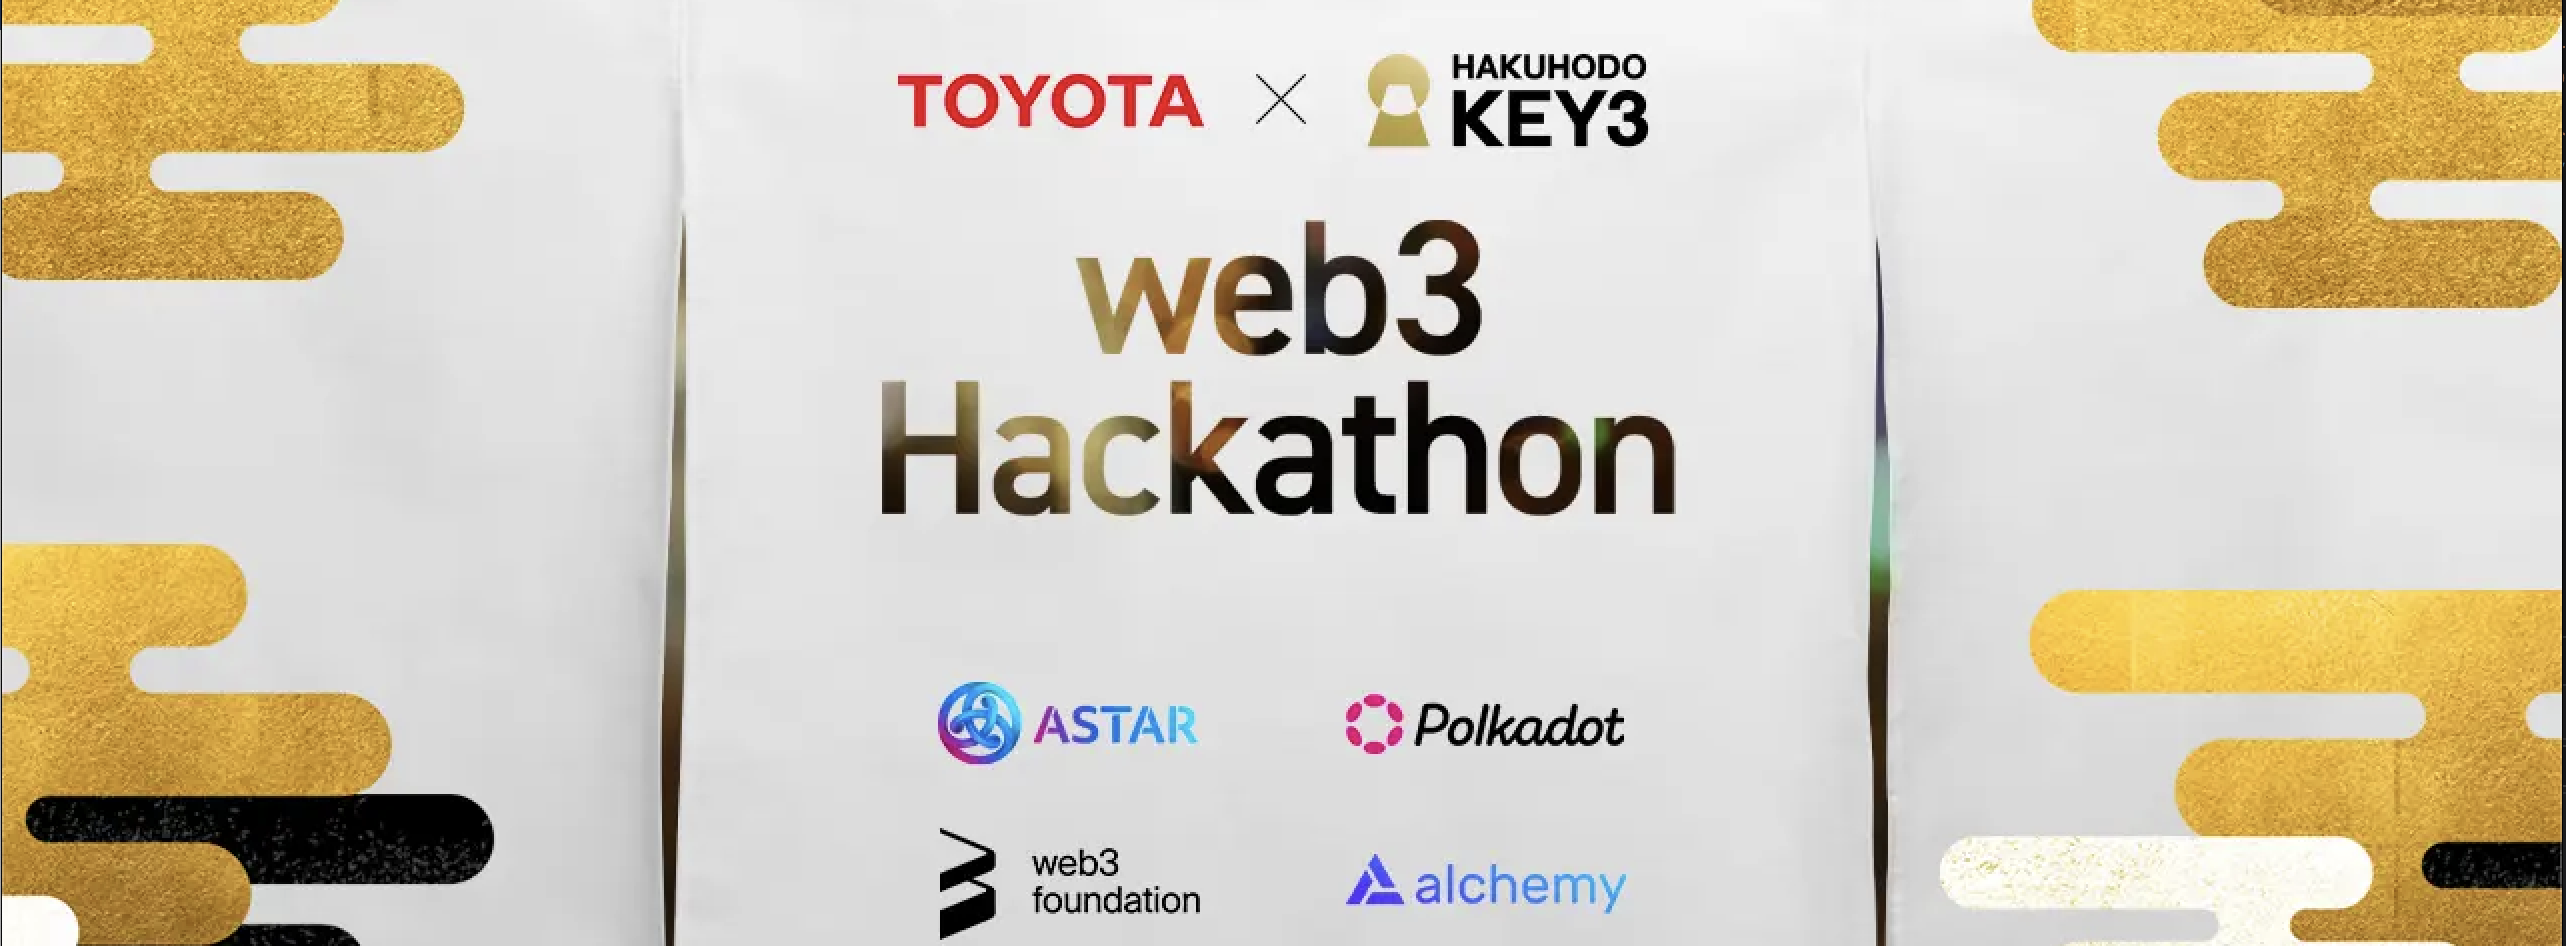 TOYOTA × HAKUHODO KEY3
web3
Hackathon
ASTAR Polkadot
web3 foundation alchemy